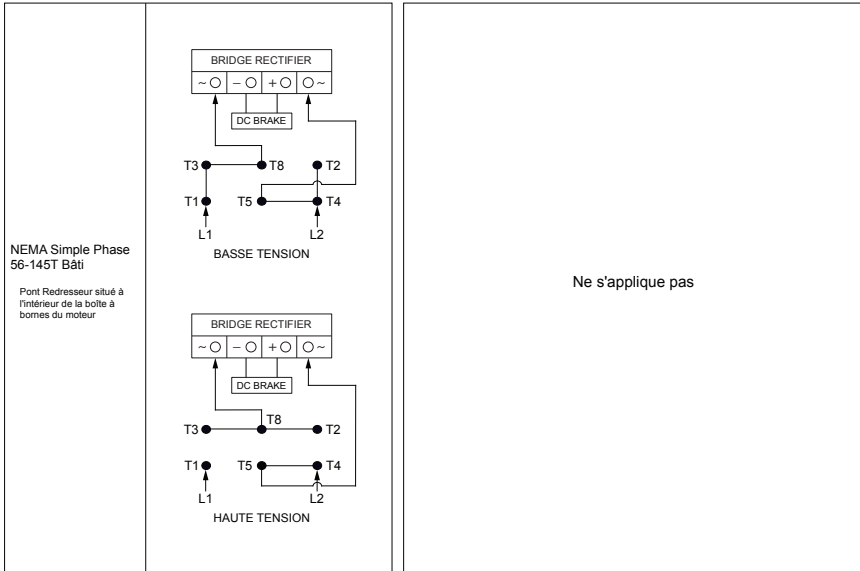 NEMA Simple Phase
56-145T Bâti
Pont Redresseur situé à
l'intérieur de la boîte à
bornes du moteur
BRIDGE RECTIFIER
~ − + ~
DC BRAKE
T3 T8 T2
T1 T5 T4
L1 L2
BASSE TENSION
BRIDGE RECTIFIER
~ − + ~
DC BRAKE
T8
T3 T2
T1 T5 T4
L1 L2
HAUTE TENSION
Ne s'applique pas